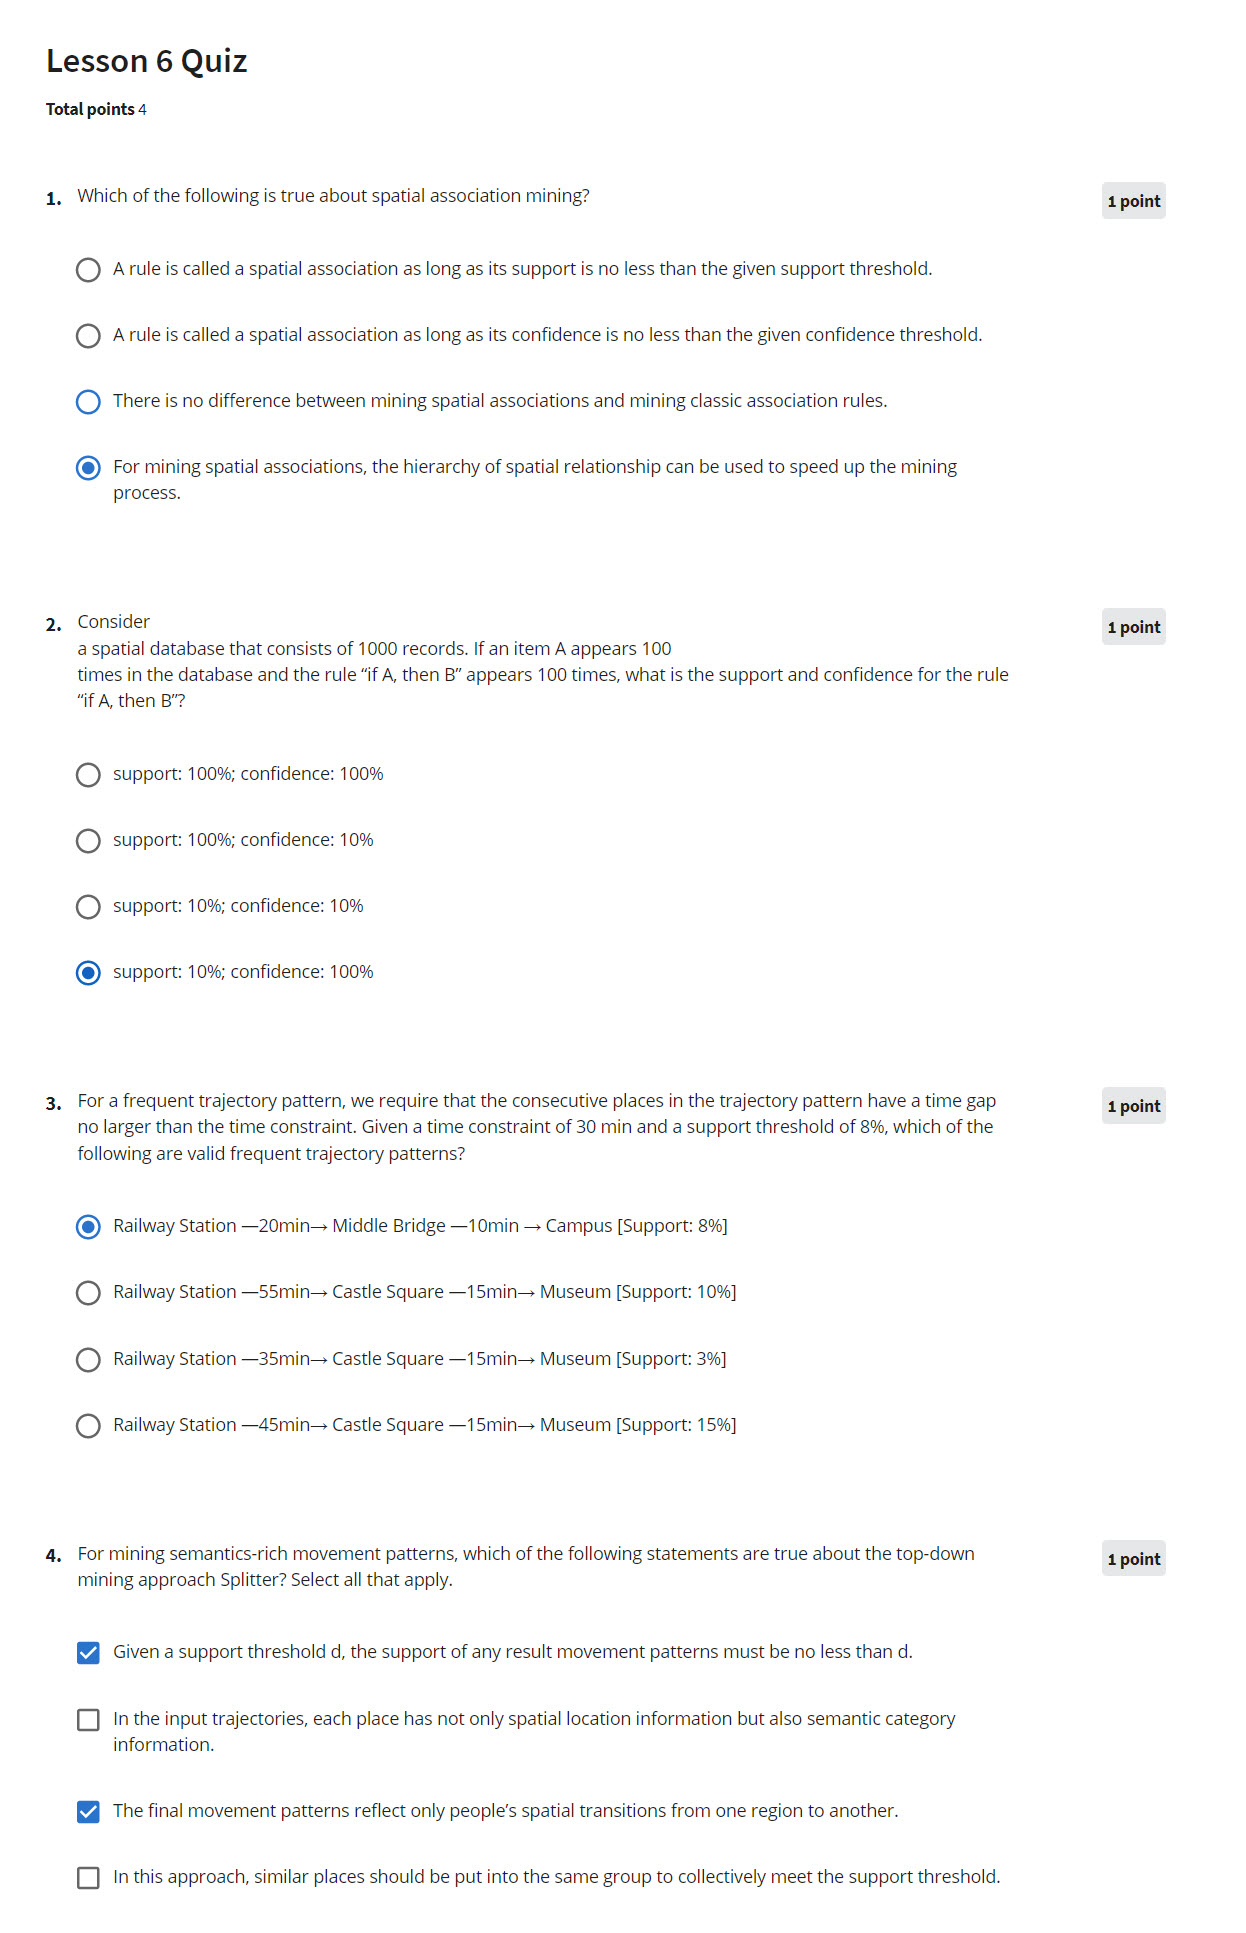 Lesson 6 Quiz
Total points 4
1. Which of the following is true about spatial association mining?
1 point
A rule is called a spatial association as long as its support is no less than the given support threshold.
A rule is called a spatial association as long as its confidence is no less than the given confidence threshold.
There is no difference between mining spatial associations and mining classic association rules.
For mining spatial associations, the hierarchy of spatial relationship can be used to speed up the mining
process.
2. Consider
1 point
a spatial database that consists of 1000 records. If an item A appears 100
times in the database and the rule “if A, then B” appears 100 times, what is the support and confidence for the rule
“if A, then B”?
support: 100%; confidence: 100%
support: 100%; confidence: 10%
support: 10%; confidence: 10%
support: 10%; confidence: 100%
3. For a frequent trajectory pattern, we require that the consecutive places in the trajectory pattern have a time gap
1 point
no larger than the time constraint. Given a time constraint of 30 min and a support threshold of 8%, which of the
following are valid frequent trajectory patterns?
Railway Station —20min→ Middle Bridge —10min → Campus [Support: 8%]
Railway Station —55min→ Castle Square —15min→ Museum [Support: 10%]
Railway Station —35min→ Castle Square —15min→ Museum [Support: 3%]
Railway Station —45min→ Castle Square —15min→ Museum [Support: 15%]
4. For mining semantics-rich movement patterns, which of the following statements are true about the top-down
1 point
mining approach Splitter? Select all that apply.
Given a support threshold d, the support of any result movement patterns must be no less than d.
In the input trajectories, each place has not only spatial location information but also semantic category
information.
The final movement patterns reflect only people’s spatial transitions from one region to another.
In this approach, similar places should be put into the same group to collectively meet the support threshold.